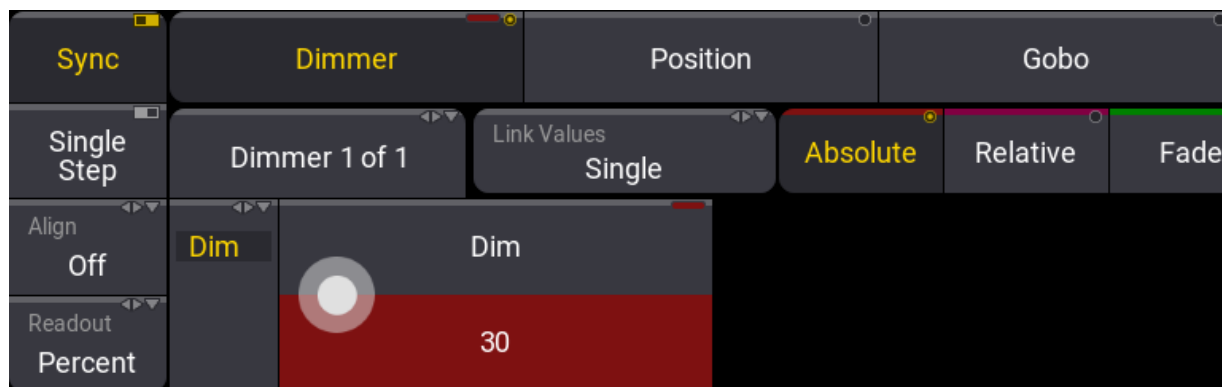 Sync
Dimmer
Position
Gobo
Single
Step
Dimmer 1 of 1
Link Values
Single
Absolute
Relative
Fade
Align
Off
Dim
Dim
Readout
Percent
30